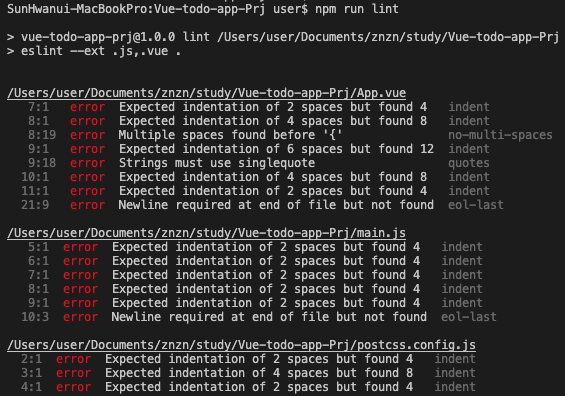 SunHwanui-MacBookPro:Vue-todo-app-Prj user$ npm run lint
> vue-todo-app-prj@1.0.0 lint /Users/user/Documents/znzn/study/Vue-todo-app-Prj
> eslint --ext .js,.vue .
/Users/user/Documents/znzn/study/Vue-todo-app-Prj/App.vue
7:1 error Expected indentation of 2 spaces but found 4 indent
8:1 error Expected indentation of 4 spaces but found 8 indent
8:19 error Multiple spaces found before '{' no-multi-spaces
9:1 error Expected indentation of 6 spaces but found 12 indent
9:18 error Strings must use singlequote quotes
10:1 error Expected indentation of 4 spaces but found 8 indent
11:1 error Expected indentation of 2 spaces but found 4 indent
21:9 error Newline required at end of file but not found eol-last
/Users/user/Documents/znzn/study/Vue-todo-app-Prj/main.js
5:1 error Expected indentation of 2 spaces but found 4 indent
6:1 error Expected indentation of 2 spaces but found 4 indent
7:1 error Expected indentation of 2 spaces but found 4 indent
8:1 error Expected indentation of 2 spaces but found 4 indent
9:1 error Expected indentation of 2 spaces but found 4 indent
10:3 error Newline required at end of file but not found eol-last
/Users/user/Documents/znzn/study/Vue-todo-app-Prj/postcss.config.js
2:1 error Expected indentation of 2 spaces but found 4 indent
3:1 error Expected indentation of 4 spaces but found 8 indent
4:1 error Expected indentation of 2 spaces but found 4 indent